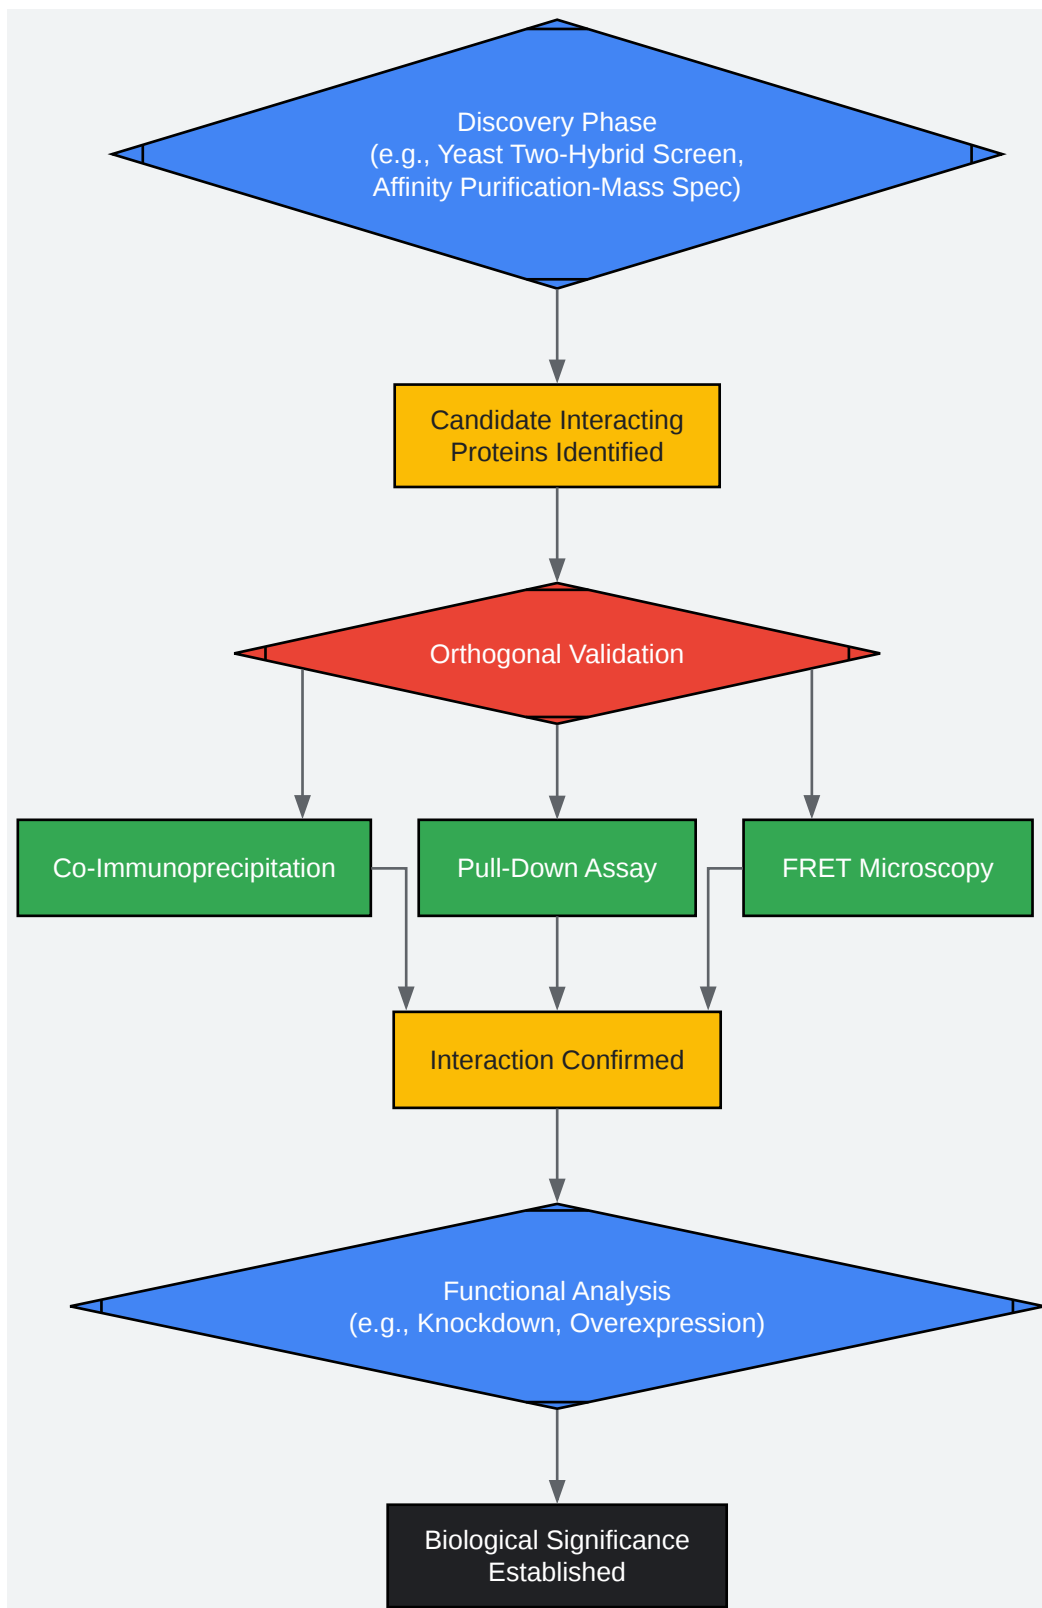 Discovery Phase
(e.g., Yeast Two-Hybrid Screen,
Affinity Purification-Mass Spec)
Candidate Interacting
Proteins Identified
Orthogonal Validation
Co-Immunoprecipitation
Pull-Down Assay
FRET Microscopy
Interaction Confirmed
Functional Analysis
(e.g., Knockdown, Overexpression)
Biological Significance
Established